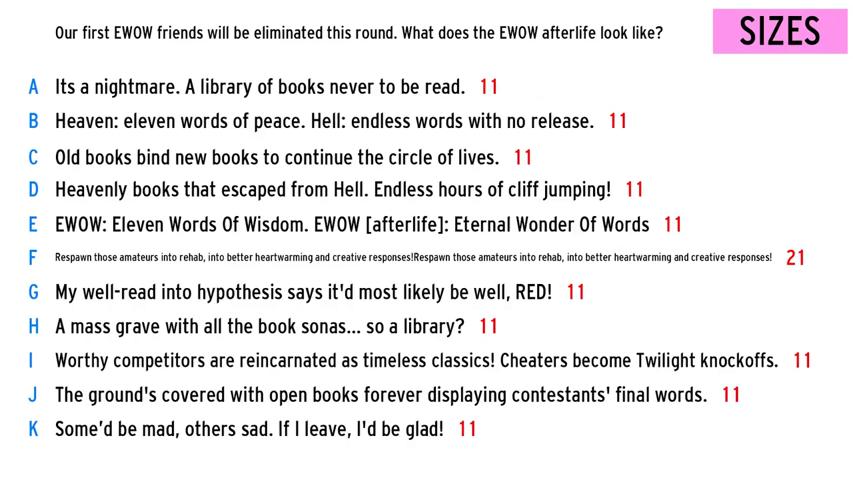 Our first EWOW friends will be eliminated this round. What does the EWOW afterlife look like?
SIZES
A Its a nightmare. A library of books never to be read. 11
B Heaven: eleven words of peace. Hell: endless words with no release. 11
C Old books bind new books to continue the circle of lives. 11
D Heavenly books that escaped from Hell. Endless hours of cliff jumping! 11
E EWOW: Eleven Words Of Wisdom. EWOW [afterlife]: Eternal Wonder Of Words 11
F Respawn those amateurs into rehab, into better heartwarming and creative responses!Respawn those amateurs into rehab, into better heartwarming and creative responses! 21
G My well-read into hypothesis says it'd most likely be well, RED! 11
H A mass grave with all the book sonas... so a library? 11
I Worthy competitors are reincarnated as timeless classics! Cheaters become Twilight knockoffs. 11
J The ground's covered with open books forever displaying contestants' final words. 11
K Some’d be mad, others sad. If I leave, I'd be glad! 11